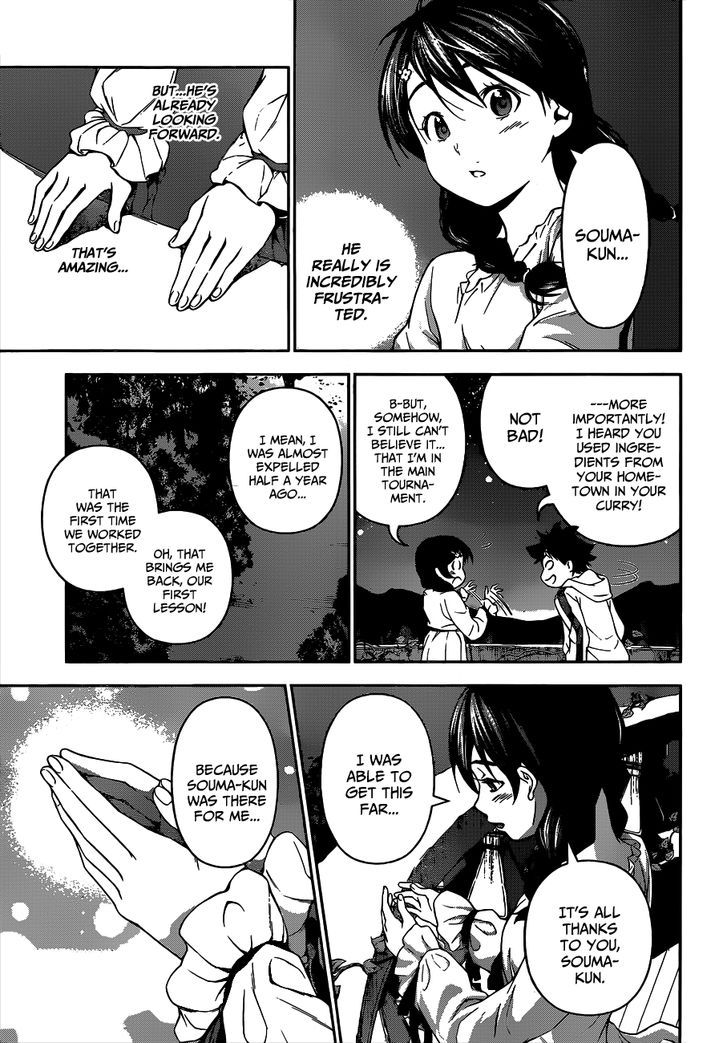 SOUMA-
KUN...
HE
REALLY IS
INCREDIBLY
FRUSTRA-
TED.
BUT...HE'S
ALREADY
LOOKING
FORWARD.
THAT'S
AMAZING...
---MORE
IMPORTANTLY!
I HEARD YOU
USED INGRE-
DIENTS FROM
YOUR HOME-
TOWN IN YOUR
CURRY!
NOT
BAD!
B-BUT,
SOMEHOW,
I STILL CAN'T
BELIEVE IT...
THAT I'M IN
THE MAIN
TOURNA-
MENT.
I MEAN, I
WAS ALMOST
EXPELLED
HALF A YEAR
AGO...
OH, THAT
BRINGS ME
BACK, OUR
FIRST
LESSON!
THAT
WAS THE
FIRST TIME
WE WORKED
TOGETHER.
IT'S ALL
THANKS
TO YOU,
SOUMA-
KUN.
I WAS
ABLE TO
GET THIS
FAR...
BECAUSE
SOUMA-KUN
WAS THERE
FOR ME...